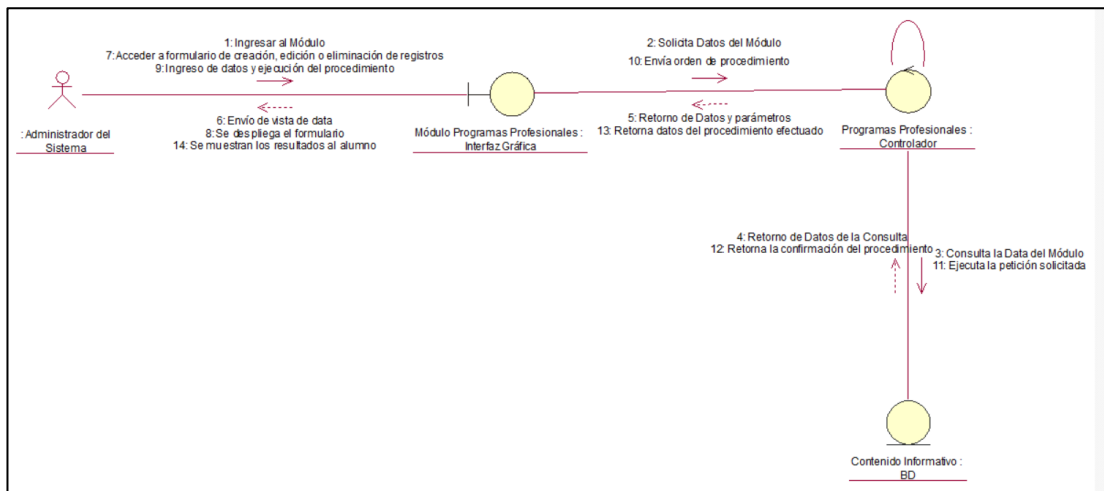 1: Ingresar al Módulo
7: Acceder a formulario de creación, edición o eliminación de registros
9: Ingreso de datos y ejecución del procedimiento
6: Envío de vista de data
8: Se despliega el formulario
14: Se muestran los resultados al alumno
: Administrador del
Sistema
Módulo Programas Profesionales :
Interfaz Gráfica
2: Solicita Datos del Módulo
10: Envía orden de procedimiento
5: Retorno de Datos y parámetros
13: Retorna datos del procedimiento efectuado
Programas Profesionales :
Controlador
4: Retorno de Datos de la Consulta
12: Retorna la confirmación del procedimiento
3: Consulta la Data del Módulo
11: Ejecuta la petición solicitada
Contenido Informativo :
BD